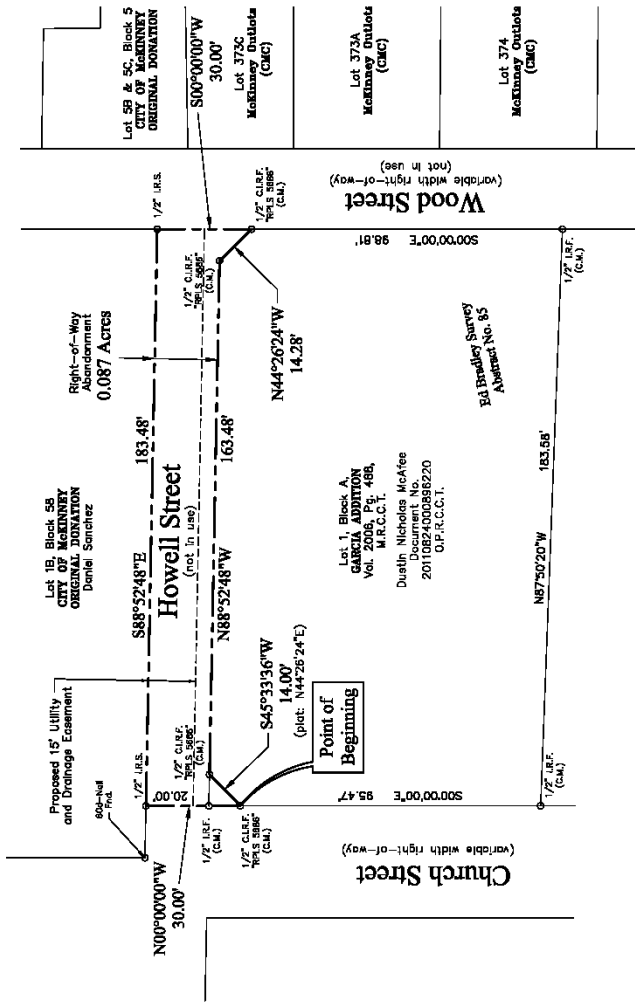 Lot 5B & 5C, Block 5
CITY OF McKINNEY
ORIGINAL DONATION
S00°00'00"W
30.00'
Lot 373C
McKinney Outlots
(CMC)
Lot 373A
McKinney Outlots
(CMC)
Lot 374
McKinney Outlots
(CMC)
Wood Street
(variable width right-of-way)
(not in use)
1/2" I.R.S.
1/2" C.I.R.F.
"RPLS 5686"
(C.M.)
1/2" C.I.R.F.
"RPLS 5686"
(C.M.)
Right-of-Way
Abandonment
0.087 Acres
N44°26'24"W
14.28'
S00°00'00"E
98.81'
1/2" I.R.F.
(C.M.)
Ed Bradley Survey
Abstract No. 85
Lot 1B, Block 58
CITY OF McKINNEY
ORIGINAL DONATION
Daniel Sanchez
S88°52'48"E
183.48'
Howell Street
(not in use)
N88°52'48"W
163.48'
Lot 1, Block A,
GARCIA ADDITION
Vol. 2006, Pg. 486,
M.R.C.C.T.
Dustin Nicholas McAfee
Document No.
20110824000896220
O.P.R.C.C.T.
N87°50'20"W
183.58'
Proposed 15' Utility
and Drainage Easement
60d-Nail
Fnd.
1/2" I.R.S.
20.00'
1/2" C.I.R.F.
"RPLS 5686"
(C.M.)
S45°33'36"W
14.00'
(plat: N44°26'24"E)
Point of
Beginning
N00°00'00"W
30.00'
1/2" I.R.F.
(C.M.)
1/2" C.I.R.F.
"RPLS 5686"
(C.M.)
S00°00'00"E
95.47'
1/2" I.R.F.
(C.M.)
Church Street
(variable width right-of-way)